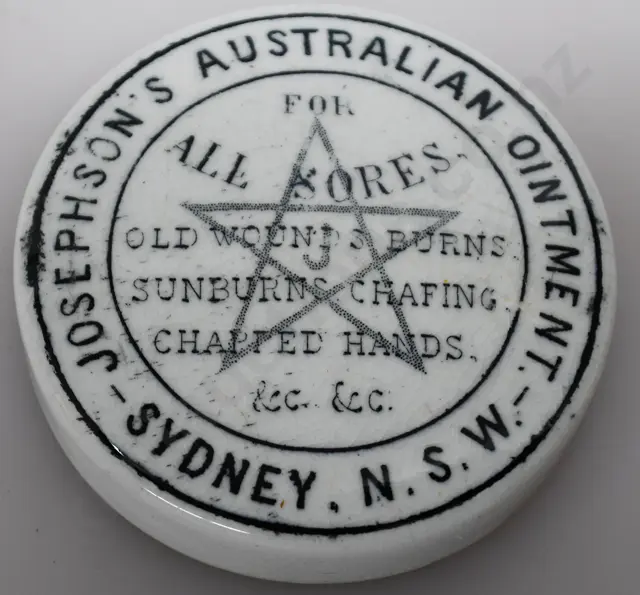 JOSEPHSON'S AUSTRALIAN OINTMENT.
-SYDNEY, N.S.W.-
FOR
ALL SORES.
OLD WOUNDS BURNS
J
SUNBURNS CHAFING
CHAPPED HANDS,
&c. &c.